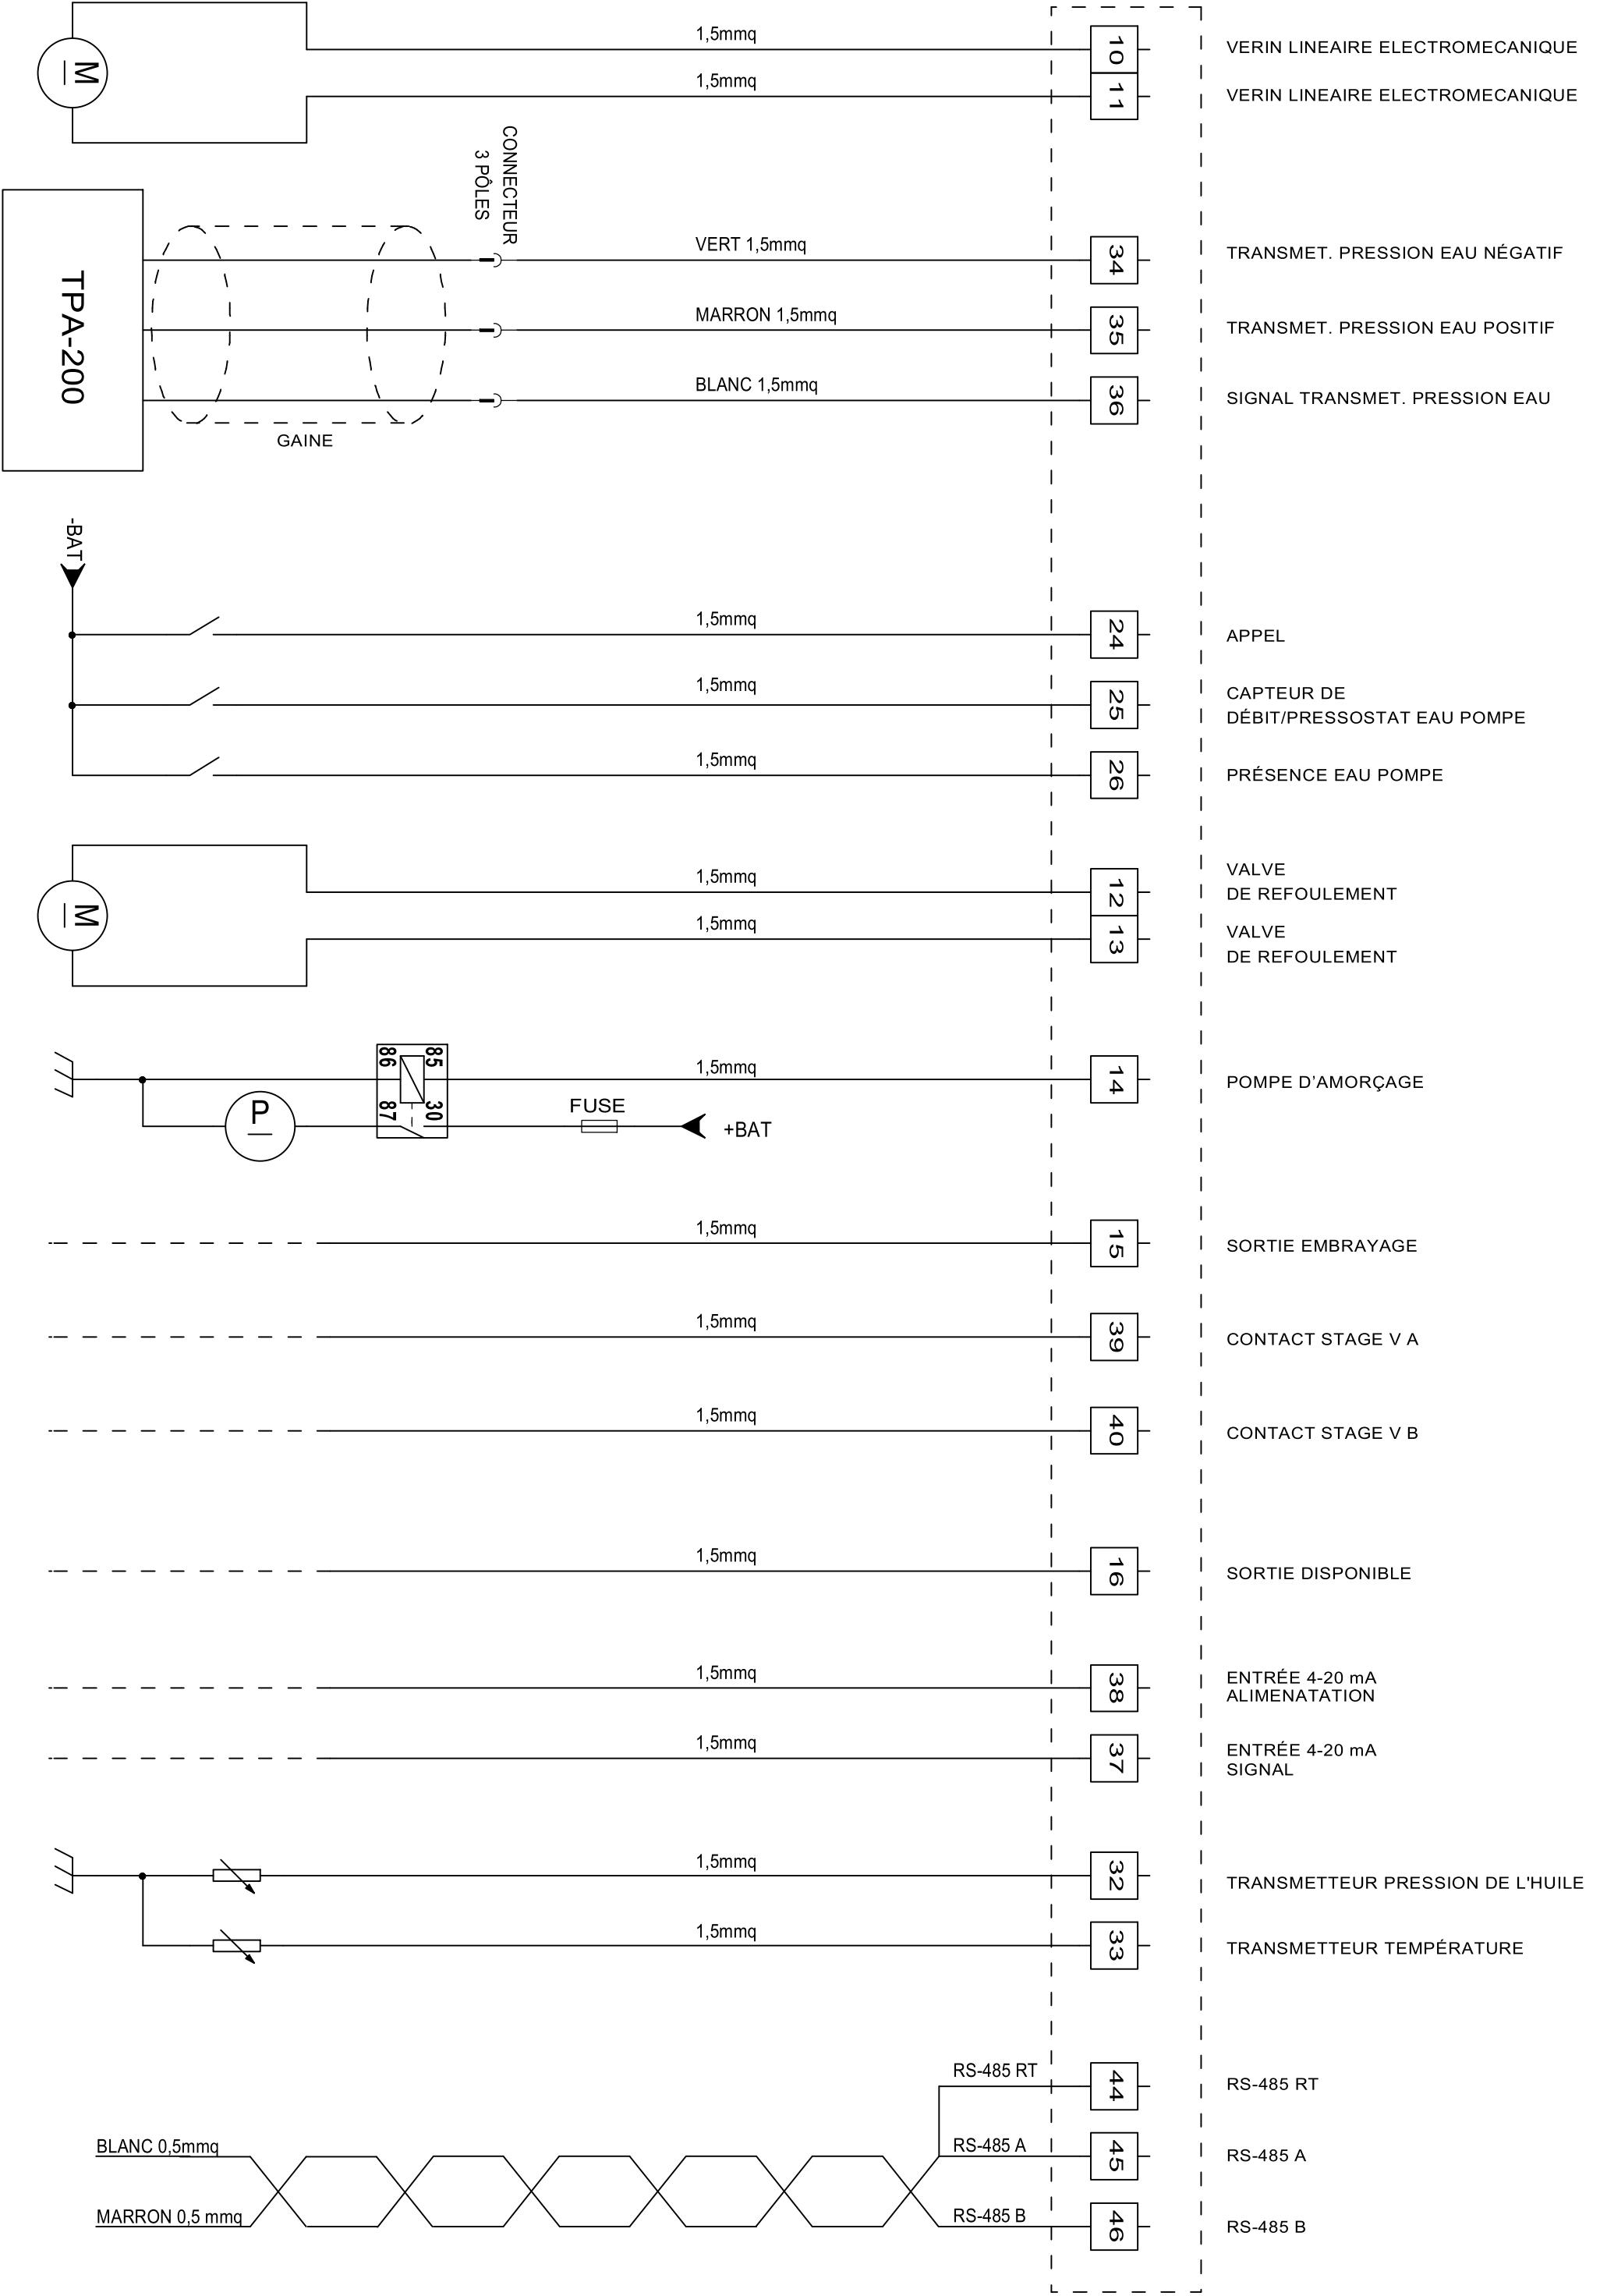 1,5mmq
10
VERIN LINEAIRE ELECTROMECANIQUE
M
1,5mmq
11
VERIN LINEAIRE ELECTROMECANIQUE
CONNECTEUR
3 PÔLES
TPA-200
VERT 1,5mmq
34
TRANSMET. PRESSION EAU NÉGATIF
MARRON 1,5mmq
35
TRANSMET. PRESSION EAU POSITIF
BLANC 1,5mmq
36
SIGNAL TRANSMET. PRESSION EAU
GAINE
-BAT
1,5mmq
24
APPEL
1,5mmq
25
CAPTEUR DE
DÉBIT/PRESSOSTAT EAU POMPE
1,5mmq
26
PRÉSENCE EAU POMPE
1,5mmq
12
VALVE
DE REFOULEMENT
M
1,5mmq
13
VALVE
DE REFOULEMENT
86
85
1,5mmq
14
POMPE D'AMORÇAGE
P
87
30
FUSE
+BAT
1,5mmq
15
SORTIE EMBRAYAGE
1,5mmq
39
CONTACT STAGE V A
1,5mmq
40
CONTACT STAGE V B
1,5mmq
16
SORTIE DISPONIBLE
1,5mmq
38
ENTRÉE 4-20 mA
ALIMENATATION
1,5mmq
37
ENTRÉE 4-20 mA
SIGNAL
1,5mmq
32
TRANSMETTEUR PRESSION DE L'HUILE
1,5mmq
33
TRANSMETTEUR TEMPÉRATURE
RS-485 RT
44
RS-485 RT
BLANC 0,5mmq
RS-485 A
45
RS-485 A
MARRON 0,5 mmq
RS-485 B
46
RS-485 B